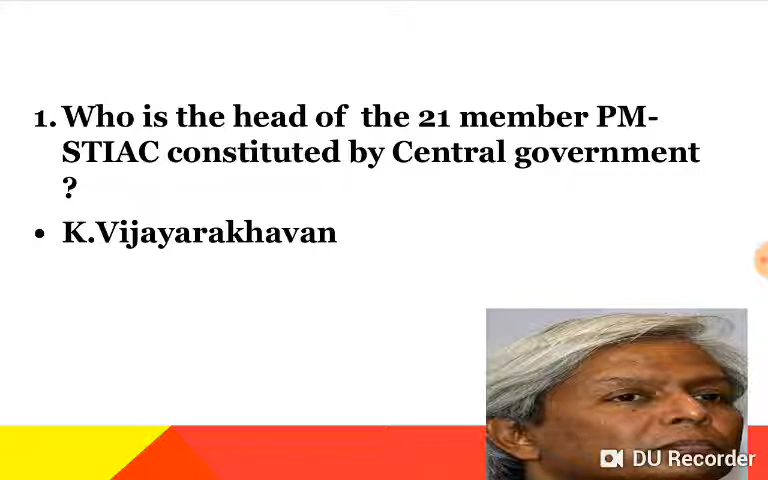 1. Who is the head of the 21 member PM-
STIAC constituted by Central government
?
• K.Vijayarakhavan
DU Recorder